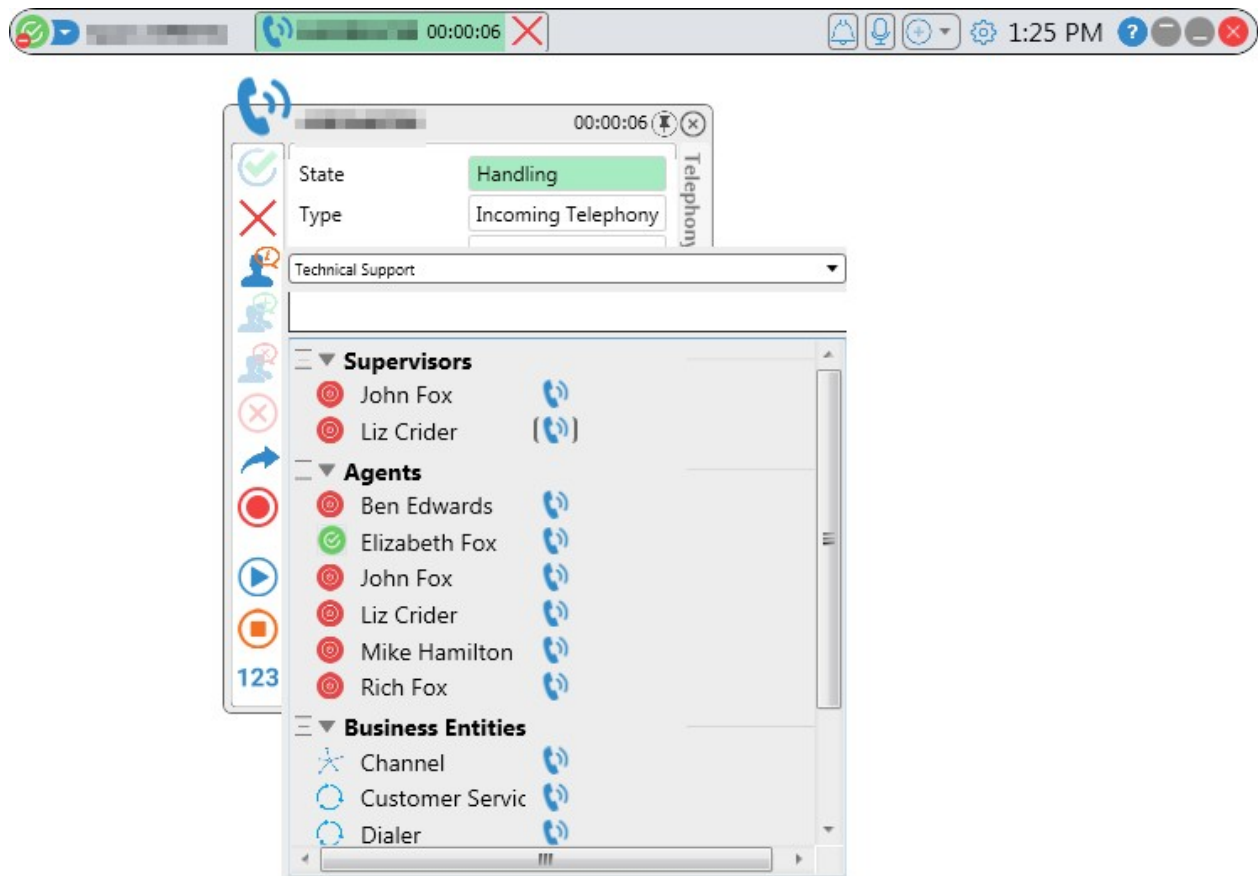 00:00:06 1:25 PM ?
00:00:06
Telephony
State Handling
Type Incoming Telephony
Technical Support
Supervisors
John Fox
Liz Crider
Agents
Ben Edwards
Elizabeth Fox
John Fox
Liz Crider
Mike Hamilton
123
Rich Fox
Business Entities
Channel
Customer Servic
Dialer